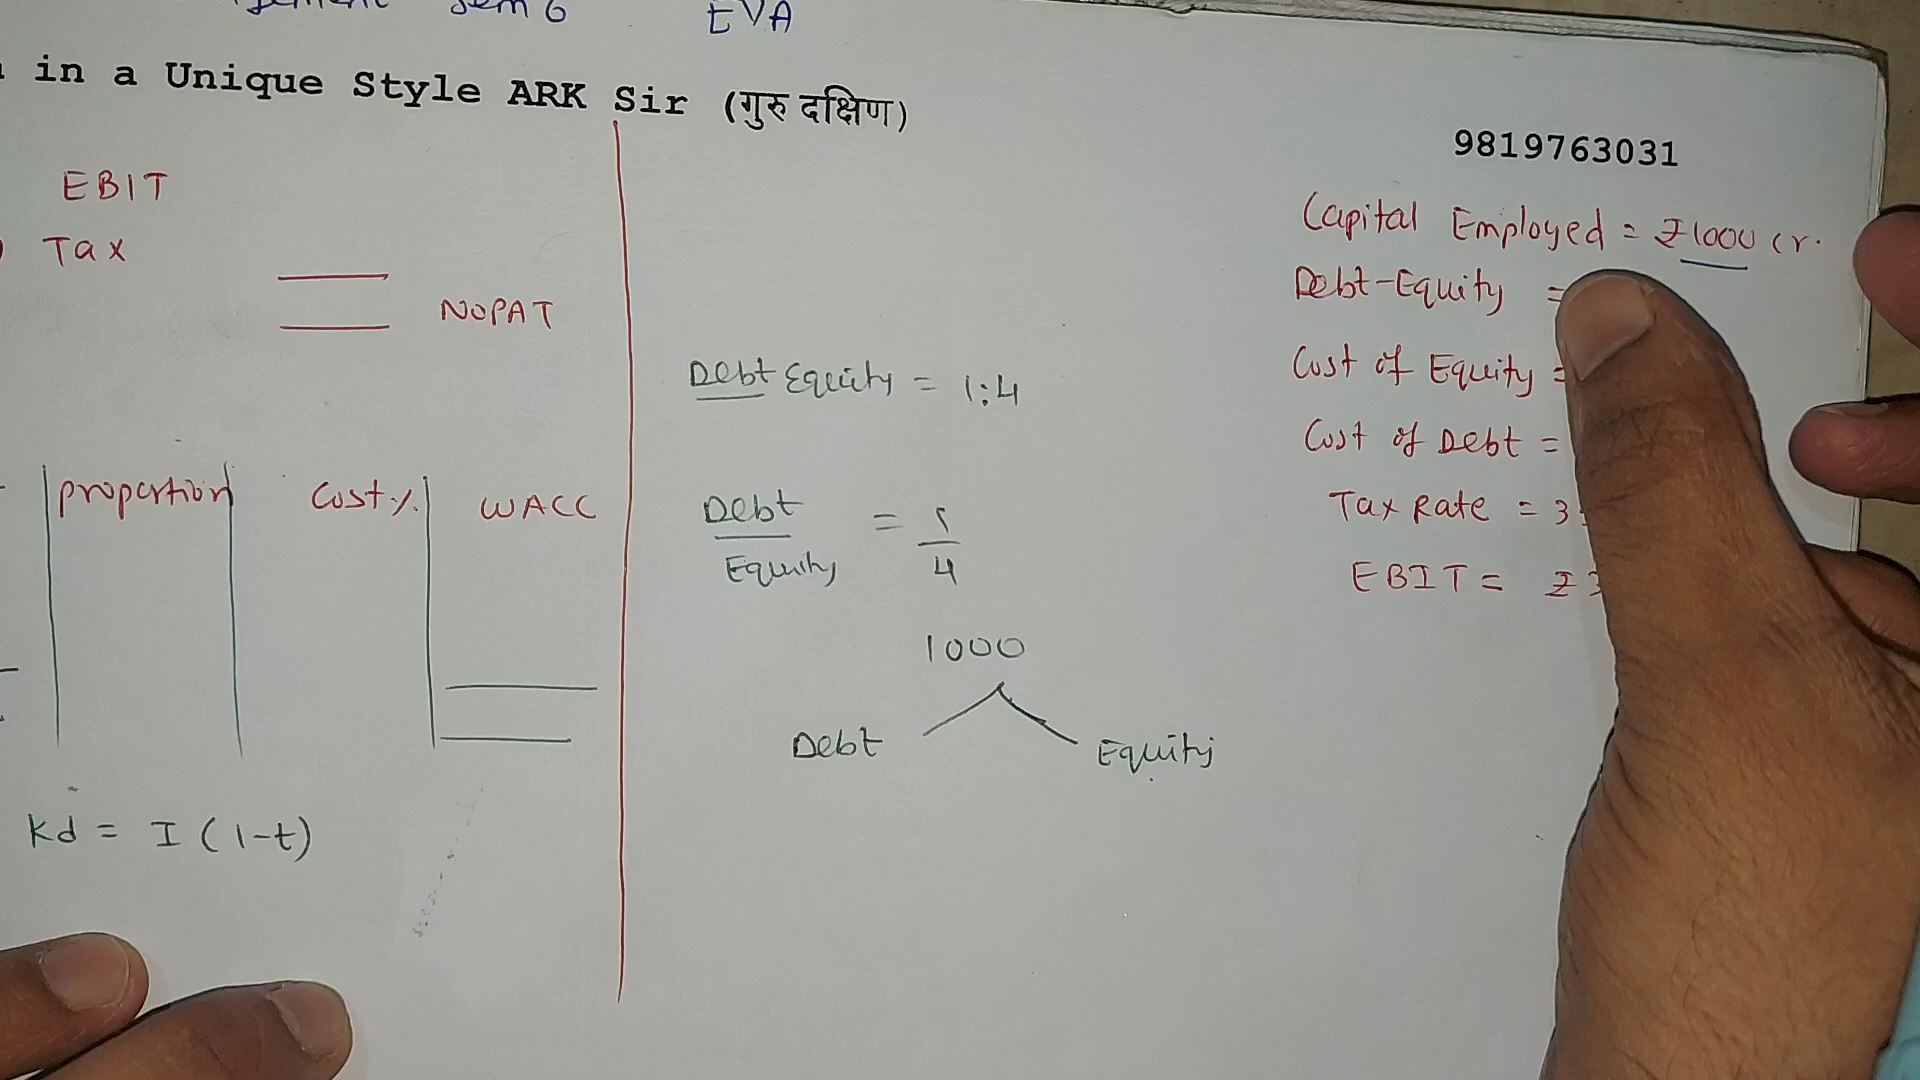 Sem 6 EVA
in a Unique Style ARK Sir (गुरु दक्षिण)
9819763031
EBIT
Tax
NOPAT
proportion Cost % WACC
Kd = I (1-t)
Debt Equity = 1:4
Debt = 1
Equity 4
1000
Debt Equity
Capital Employed = ₹1000 cr.
Debt-Equity =
Cost of Equity =
Cost of Debt =
Tax Rate = 3
EBIT = ₹3